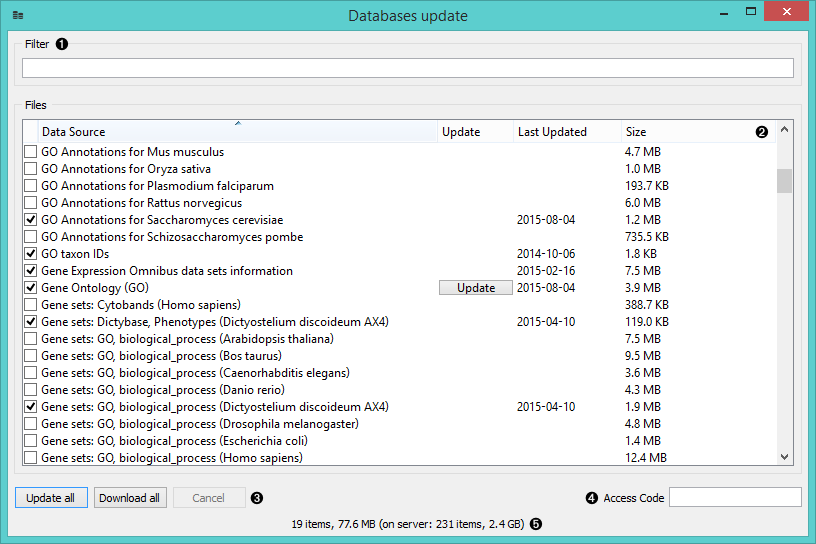 Databases update
Filter 1
Files
Data Source Update Last Updated Size 2
GO Annotations for Mus musculus 4.7 MB
GO Annotations for Oryza sativa 1.0 MB
GO Annotations for Plasmodium falciparum 193.7 KB
GO Annotations for Rattus norvegicus 6.0 MB
GO Annotations for Saccharomyces cerevisiae 2015-08-04 1.2 MB
GO Annotations for Schizosaccharomyces pombe 735.5 KB
GO taxon IDs 2014-10-06 1.8 KB
Gene Expression Omnibus data sets information 2015-02-16 7.5 MB
Gene Ontology (GO) Update 2015-08-04 3.9 MB
Gene sets: Cytobands (Homo sapiens) 388.7 KB
Gene sets: Dictybase, Phenotypes (Dictyostelium discoideum AX4) 2015-04-10 119.0 KB
Gene sets: GO, biological_process (Arabidopsis thaliana) 7.5 MB
Gene sets: GO, biological_process (Bos taurus) 9.5 MB
Gene sets: GO, biological_process (Caenorhabditis elegans) 3.6 MB
Gene sets: GO, biological_process (Danio rerio) 4.3 MB
Gene sets: GO, biological_process (Dictyostelium discoideum AX4) 2015-04-10 1.9 MB
Gene sets: GO, biological_process (Drosophila melanogaster) 4.8 MB
Gene sets: GO, biological_process (Escherichia coli) 1.4 MB
Gene sets: GO, biological_process (Homo sapiens) 12.4 MB
Update all Download all Cancel 3 4 Access Code
19 items, 77.6 MB (on server: 231 items, 2.4 GB) 5